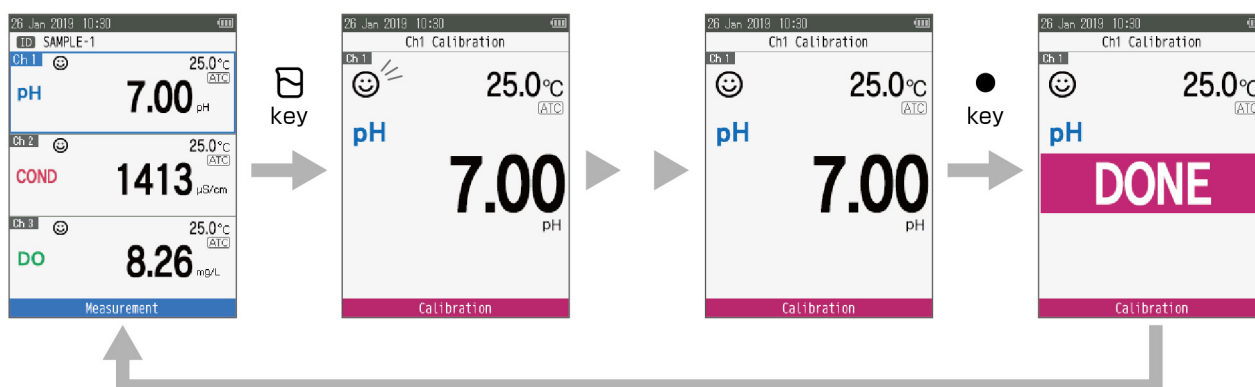 26 Jan 2019 10:30
ID SAMPLE-1
Ch 1
25.0°C
ATC
pH
7.00 pH
Ch 2
25.0°C
ATC
COND
1413 μS/cm
Ch 3
25.0°C
ATC
DO
8.26 mg/L
Measurement
key
26 Jan 2019 10:30
Ch1 Calibration
Ch 1
25.0°C
ATC
pH
7.00
pH
Calibration
26 Jan 2019 10:30
Ch1 Calibration
Ch 1
25.0°C
ATC
pH
7.00
pH
Calibration
key
26 Jan 2019 10:30
Ch1 Calibration
Ch 1
25.0°C
ATC
pH
DONE
Calibration